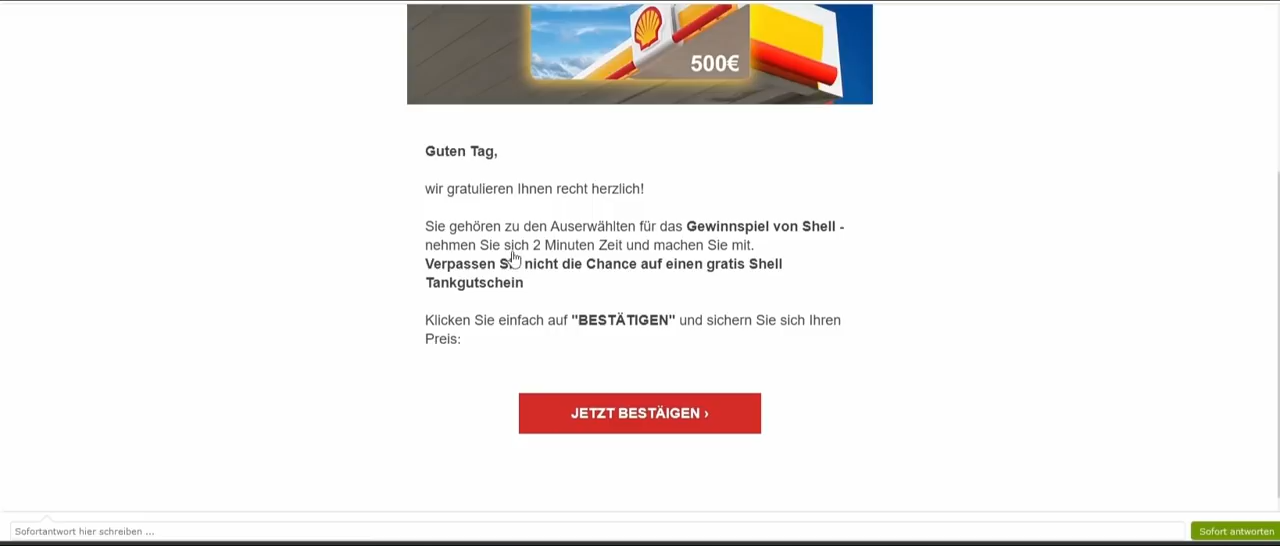 500€
Guten Tag,
wir gratulieren Ihnen recht herzlich!
Sie gehören zu den Auserwählten für das Gewinnspiel von Shell -
nehmen Sie sich 2 Minuten Zeit und machen Sie mit.
Verpassen nicht die Chance auf einen gratis Shell
Tankgutschein
Klicken Sie einfach auf "BESTÄTIGEN" und sichern Sie sich Ihren
Preis:
JETZT BESTÄIGEN ›
Sofortantwort hier schreiben ...
Sofort antworten